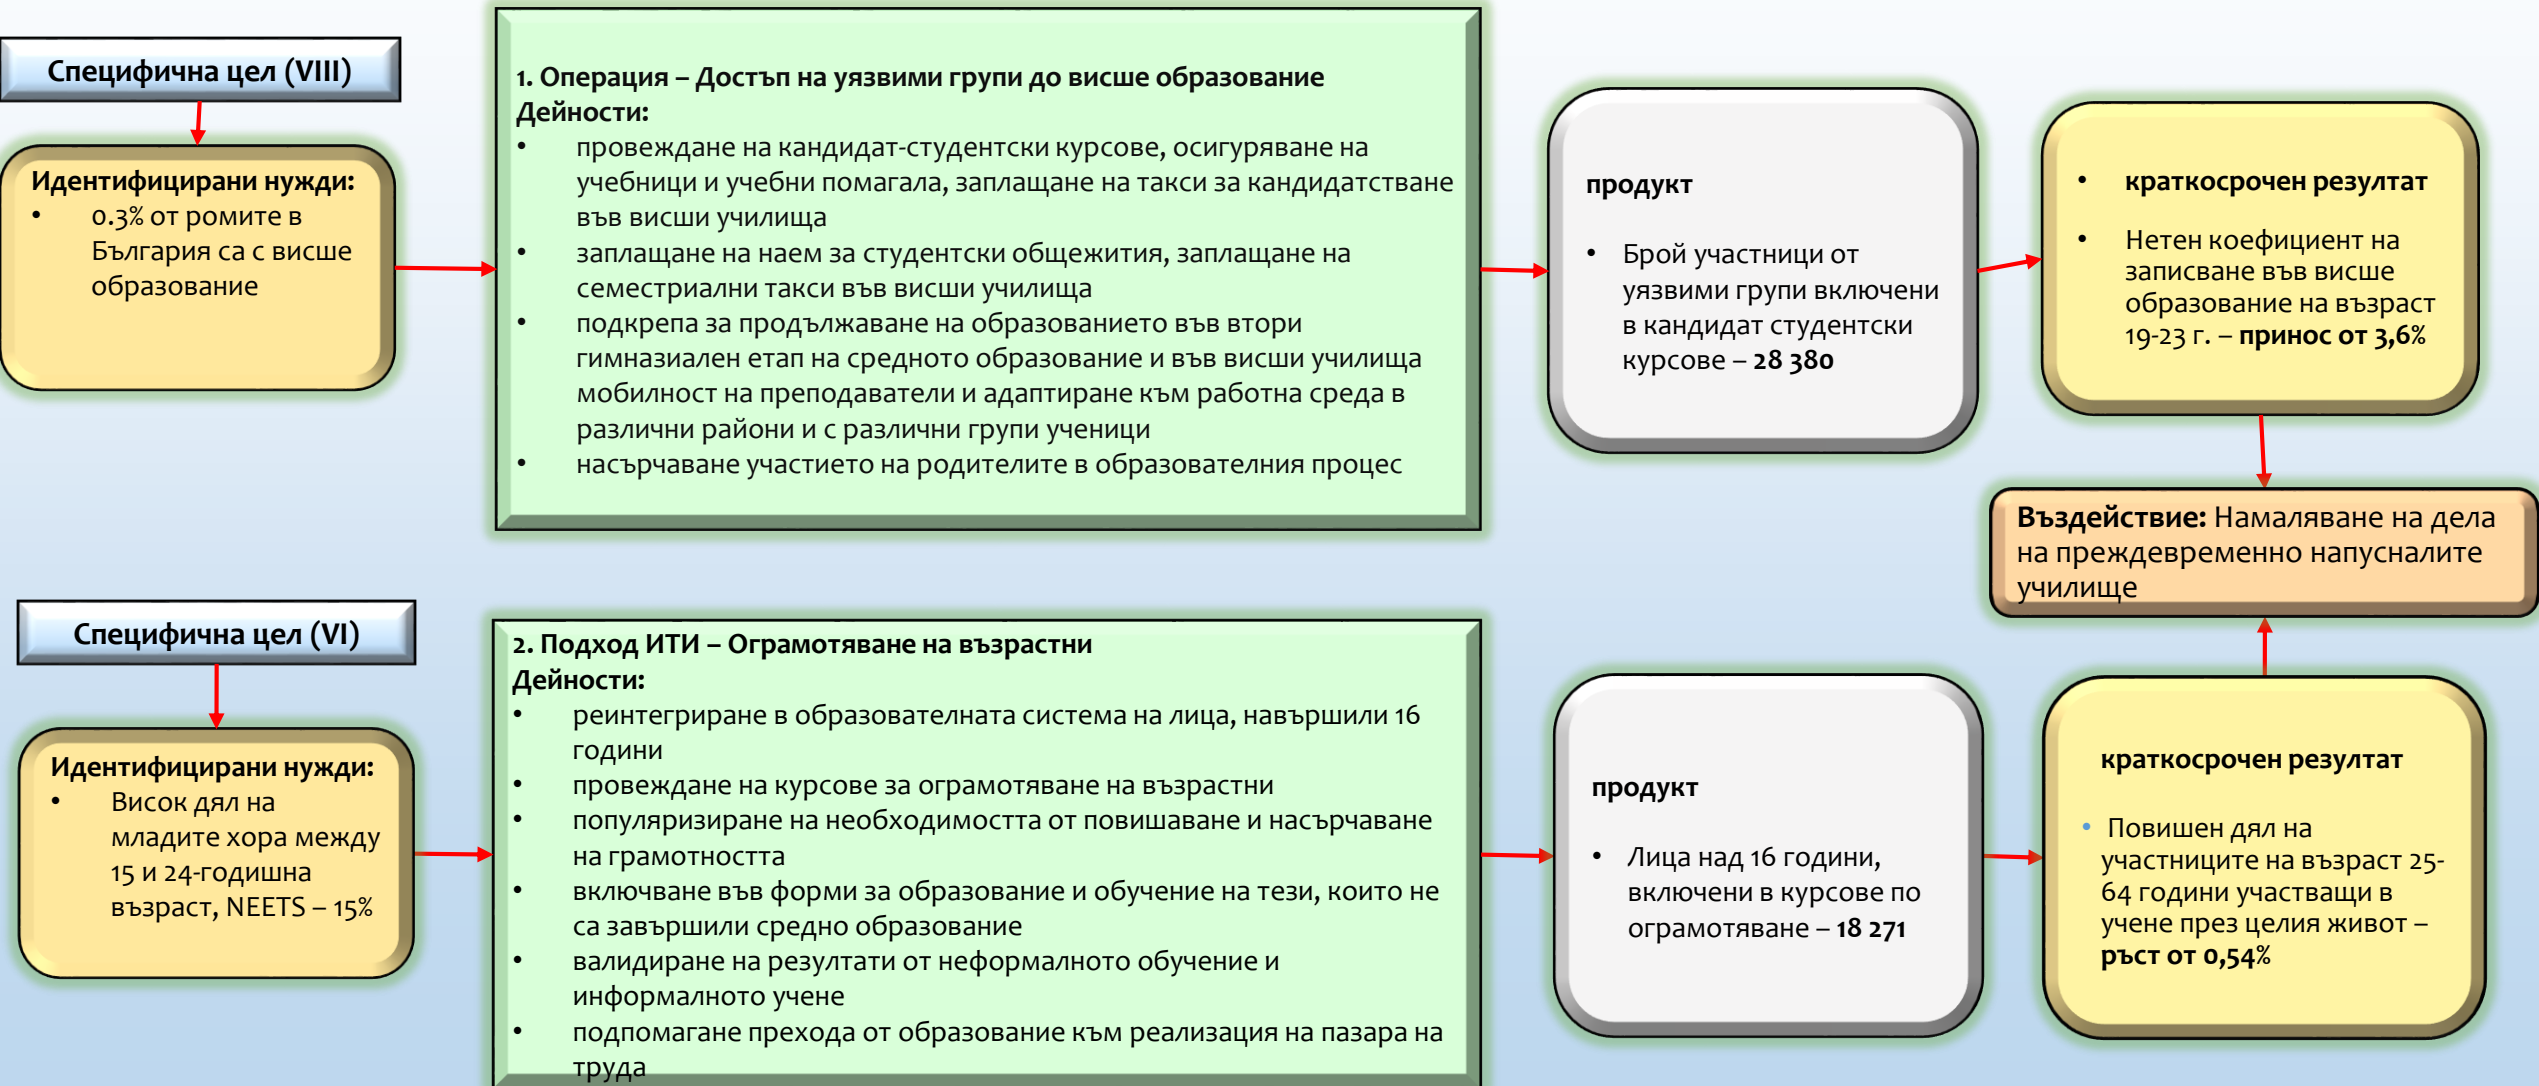 Специфична цел (VIII)
Идентифицирани нужди:
• 0.3% от ромите в
България са с висше
образование
1. Операция – Достъп на уязвими групи до висше образование
Дейности:
• провеждане на кандидат-студентски курсове, осигуряване на
учебници и учебни помагала, заплащане на такси за кандидатстване
във висши училища
• заплащане на наем за студентски общежития, заплащане на
семестриални такси във висши училища
• подкрепа за продължаване на образованието във втори
гимназиален етап на средното образование и във висши училища
мобилност на преподаватели и адаптиране към работна среда в
различни райони и с различни групи ученици
• насърчаване участието на родителите в образователния процес
продукт
• Брой участници от
уязвими групи включени
в кандидат студентски
курсове – 28 380
• краткосрочен резултат
• Нетен коефициент на
записване във висше
образование на възраст
19-23 г. – принос от 3,6%
Въздействие: Намаляване на дела
на преждевременно напусналите
училище
Специфична цел (VI)
Идентифицирани нужди:
• Висок дял на
младите хора между
15 и 24-годишна
възраст, NEETS – 15%
2. Подход ИТИ – Ограмотяване на възрастни
Дейности:
• реинтегриране в образователната система на лица, навършили 16
години
• провеждане на курсове за ограмотяване на възрастни
• популяризиране на необходимостта от повишаване и насърчаване
на грамотността
• включване във форми за образование и обучение на тези, които не
са завършили средно образование
• валидиране на резултати от неформалното обучение и
информалното учене
• подпомагане прехода от образование към реализация на пазара на
труда
продукт
• Лица над 16 години,
включени в курсове по
ограмотяване – 18 271
краткосрочен резултат
• Повишен дял на
участниците на възраст 25-
64 години участващи в
учене през целия живот –
ръст от 0,54%